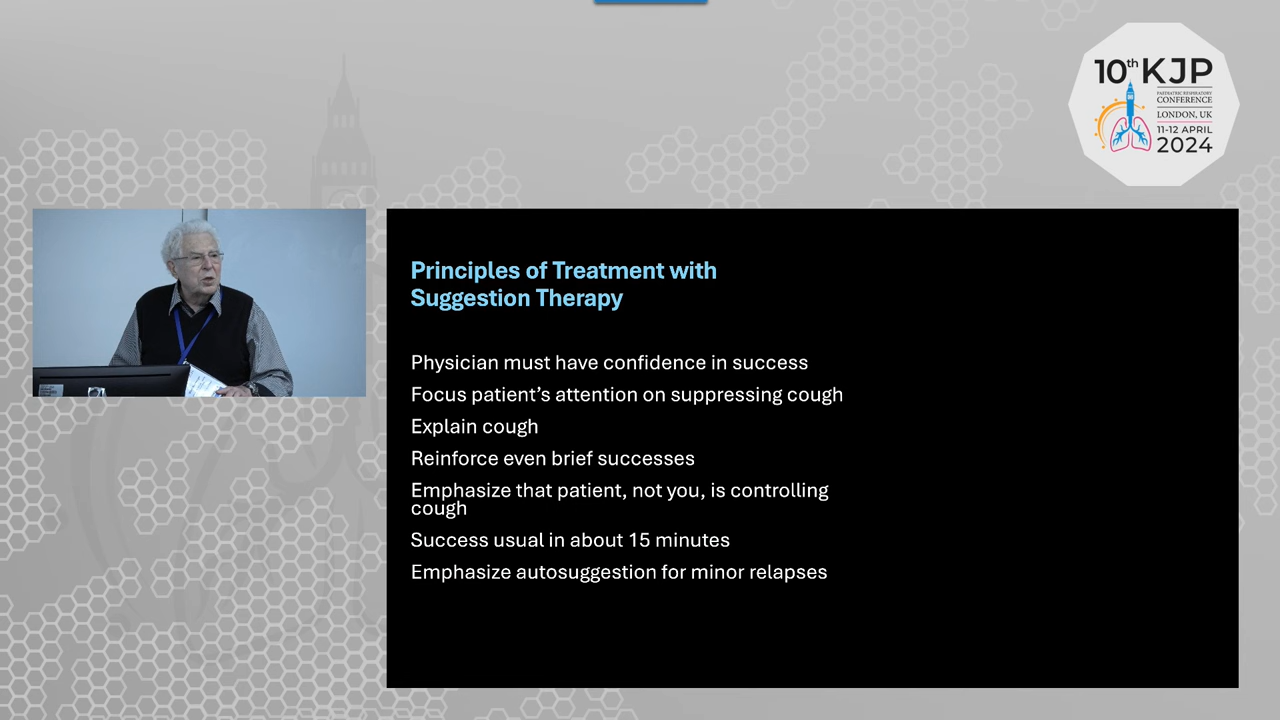 10th KJP
PAEDIATRIC RESPIRATORY
CONFERENCE
LONDON, UK
11-12 APRIL
2024
Principles of Treatment with
Suggestion Therapy
Physician must have confidence in success
Focus patient’s attention on suppressing cough
Explain cough
Reinforce even brief successes
Emphasize that patient, not you, is controlling
cough
Success usual in about 15 minutes
Emphasize autosuggestion for minor relapses